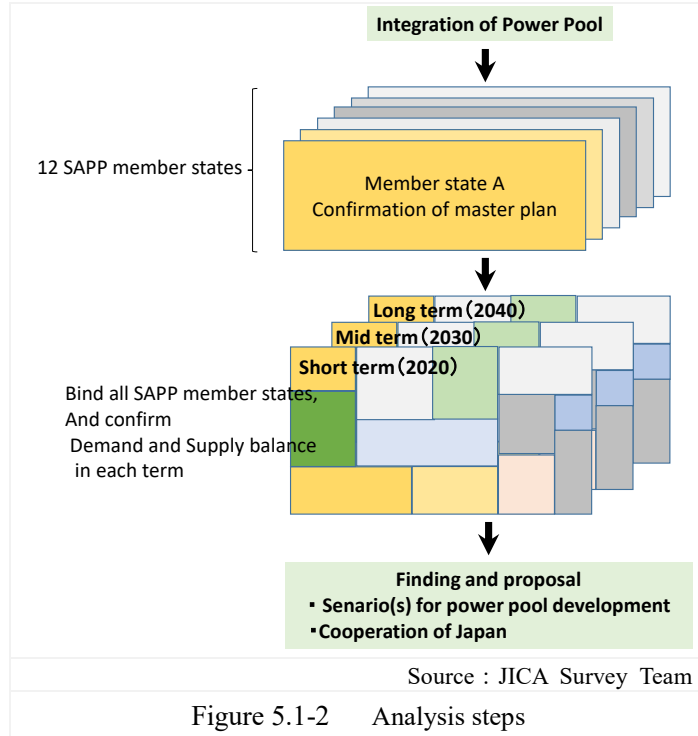 Integration of Power Pool
12 SAPP member states
Member state A
Confirmation of master plan
Long term（2040）
Mid term（2030）
Short term（2020）
Bind all SAPP member states,
And confirm
Demand and Supply balance
in each term
Finding and proposal
・Senario(s) for power pool development
・Cooperation of Japan
Source：JICA Survey Team
Figure 5.1-2 Analysis steps